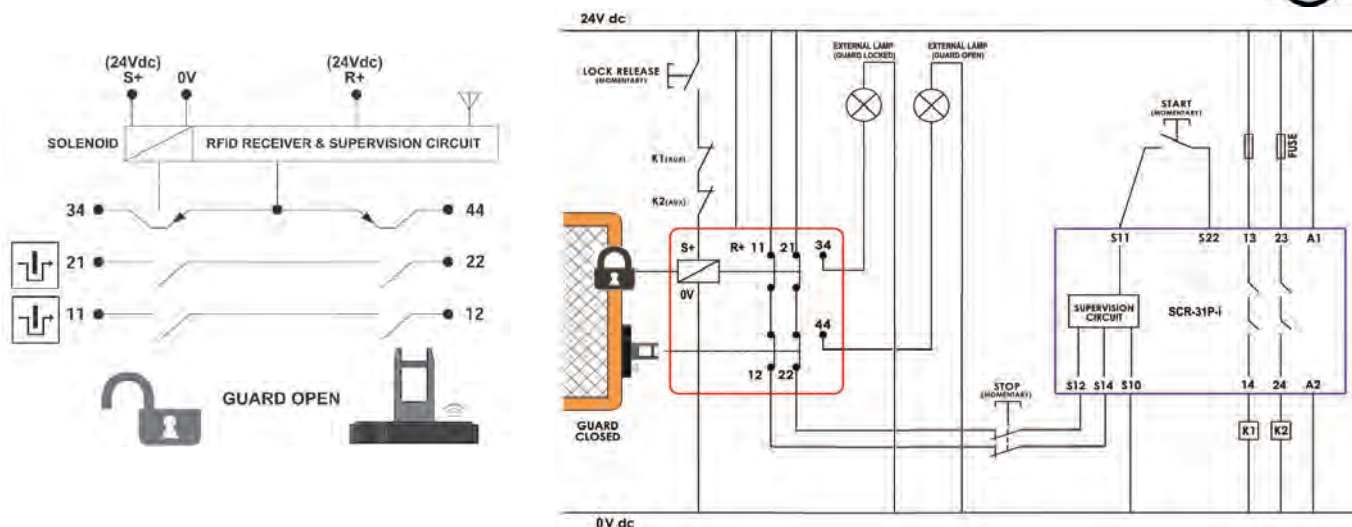 (24Vdc)
S+
0V
(24Vdc)
R+
SOLENOID
RFID RECEIVER & SUPERVISION CIRCUIT
34
44
21
22
11
12
GUARD OPEN
24V dc
EXTERNAL LAMP
(GUARD LOCKED)
EXTERNAL LAMP
(GUARD OPEN)
LOCK RELEASE
(MOMENTARY)
START
(MOMENTARY)
FUSE
K1(AUX)
K2(AUX)
S+
R+
11
21
34
S11
S22
13
23
A1
0V
SUPERVISION
CIRCUIT
SCR-31P-i
44
12
22
STOP
(MOMENTARY)
S12
S14
S10
14
24
A2
GUARD
CLOSED
K1
K2
0V dc